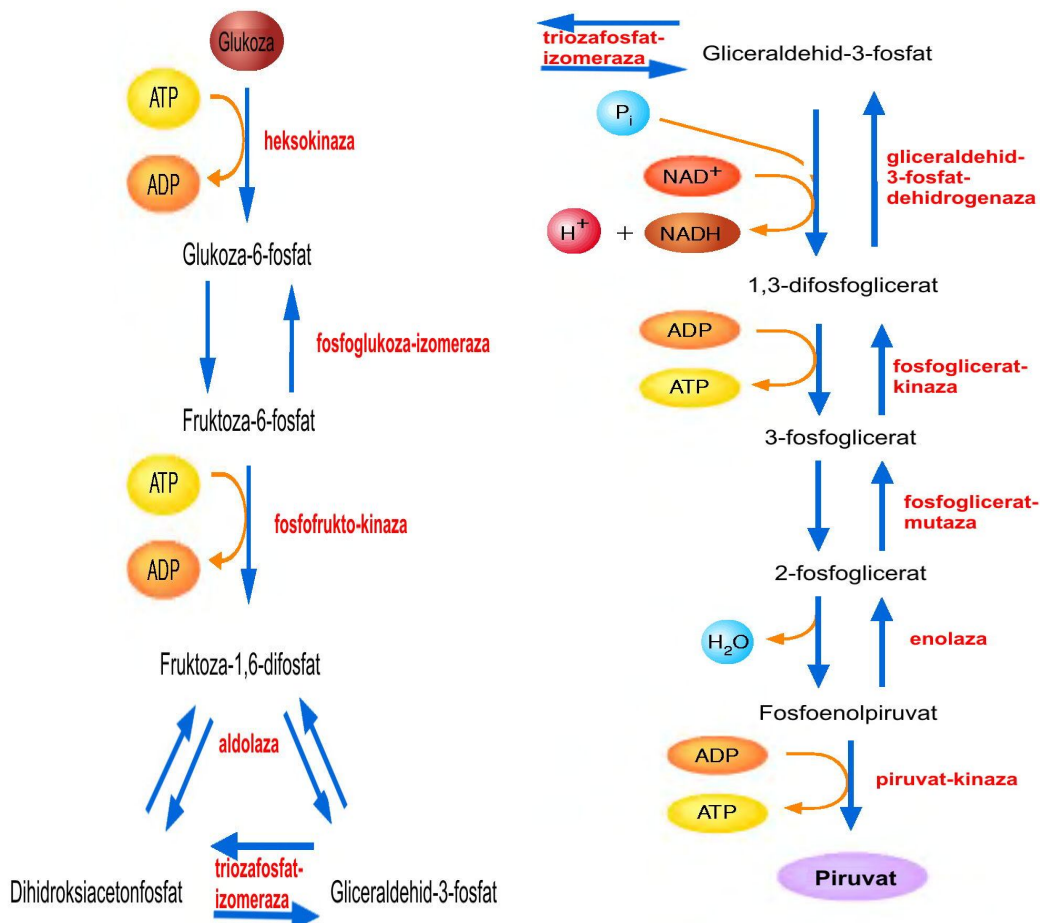 Glukoza
ATP
heksokinaza
ADP
Glukoza-6-fosfat
fosfoglukoza-izomeraza
Fruktoza-6-fosfat
ATP
fosfofrukto-kinaza
ADP
Fruktoza-1,6-difosfat
aldolaza
triozafosfat-
izomeraza
Dihidroksiacetonfosfat
Gliceraldehid-3-fosfat
triozafosfat-
izomeraza
Gliceraldehid-3-fosfat
Pi
NAD+
gliceraldehid-
3-fosfat-
dehidrogenaza
H+ + NADH
1,3-difosfoglicerat
ADP
ATP
fosfoglicerat-
kinaza
3-fosfoglicerat
fosfoglicerat-
mutaza
2-fosfoglicerat
H2O
enolaza
Fosfoenolpiruvat
ADP
piruvat-kinaza
ATP
Piruvat